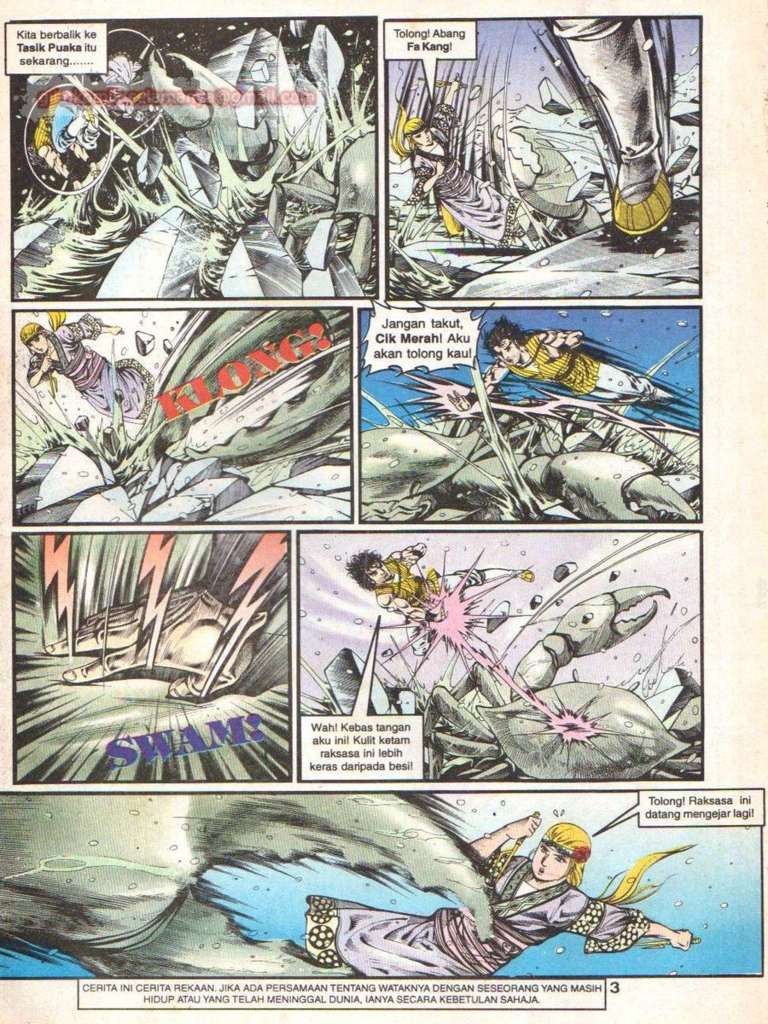 Kita berbalik ke
Tasik Puaka itu
sekarang.......
Tolong! Abang
Fa Kang!
KLONG!
Jangan takut,
Cik Merah! Aku
akan tolong kau!
SWAM!
Wah! Kebas tangan
aku ini! Kulit ketam
raksasa ini lebih
keras daripada besi!
Tolong! Raksasa ini
datang mengejar lagi!
CERITA INI CERITA REKAAN. JIKA ADA PERSAMAAN TENTANG WATAKNYA DENGAN SESEORANG YANG MASIH
HIDUP ATAU YANG TELAH MENINGGAL DUNIA, IANYA SECARA KEBETULAN SAHAJA.
3